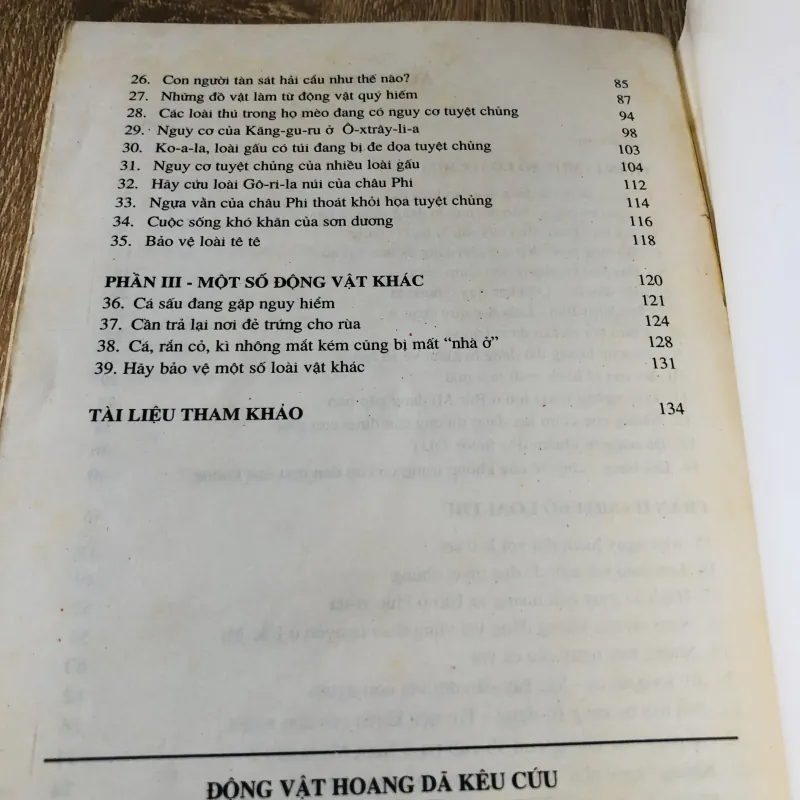 26. Con người tàn sát hải cẩu như thế nào? 85
27. Những đồ vật làm từ động vật quý hiếm 87
28. Các loài thú trong họ mèo đang có nguy cơ tuyệt chủng 94
29. Nguy cơ của Kăng-gu-ru ở Ô-xtrây-li-a 98
30. Ko-a-la, loài gấu có túi đang bị đe dọa tuyệt chủng 103
31. Nguy cơ tuyệt chủng của nhiều loài gấu 104
32. Hãy cứu loài Gô-ri-la núi của châu Phi 112
33. Ngựa vằn của châu Phi thoát khỏi họa tuyệt chủng 114
34. Cuộc sống khó khăn của sơn dương 116
35. Bảo vệ loài tê tê 118
PHẦN III - MỘT SỐ ĐỘNG VẬT KHÁC 120
36. Cá sấu đang gặp nguy hiểm 121
37. Cần trả lại nơi đẻ trứng cho rùa 124
38. Cá, rắn cỏ, kì nhông mắt kém cũng bị mất “nhà ở” 128
39. Hãy bảo vệ một số loài vật khác 131
TÀI LIỆU THAM KHẢO 134
ĐỘNG VẬT HOANG DÃ KÊU CỨU